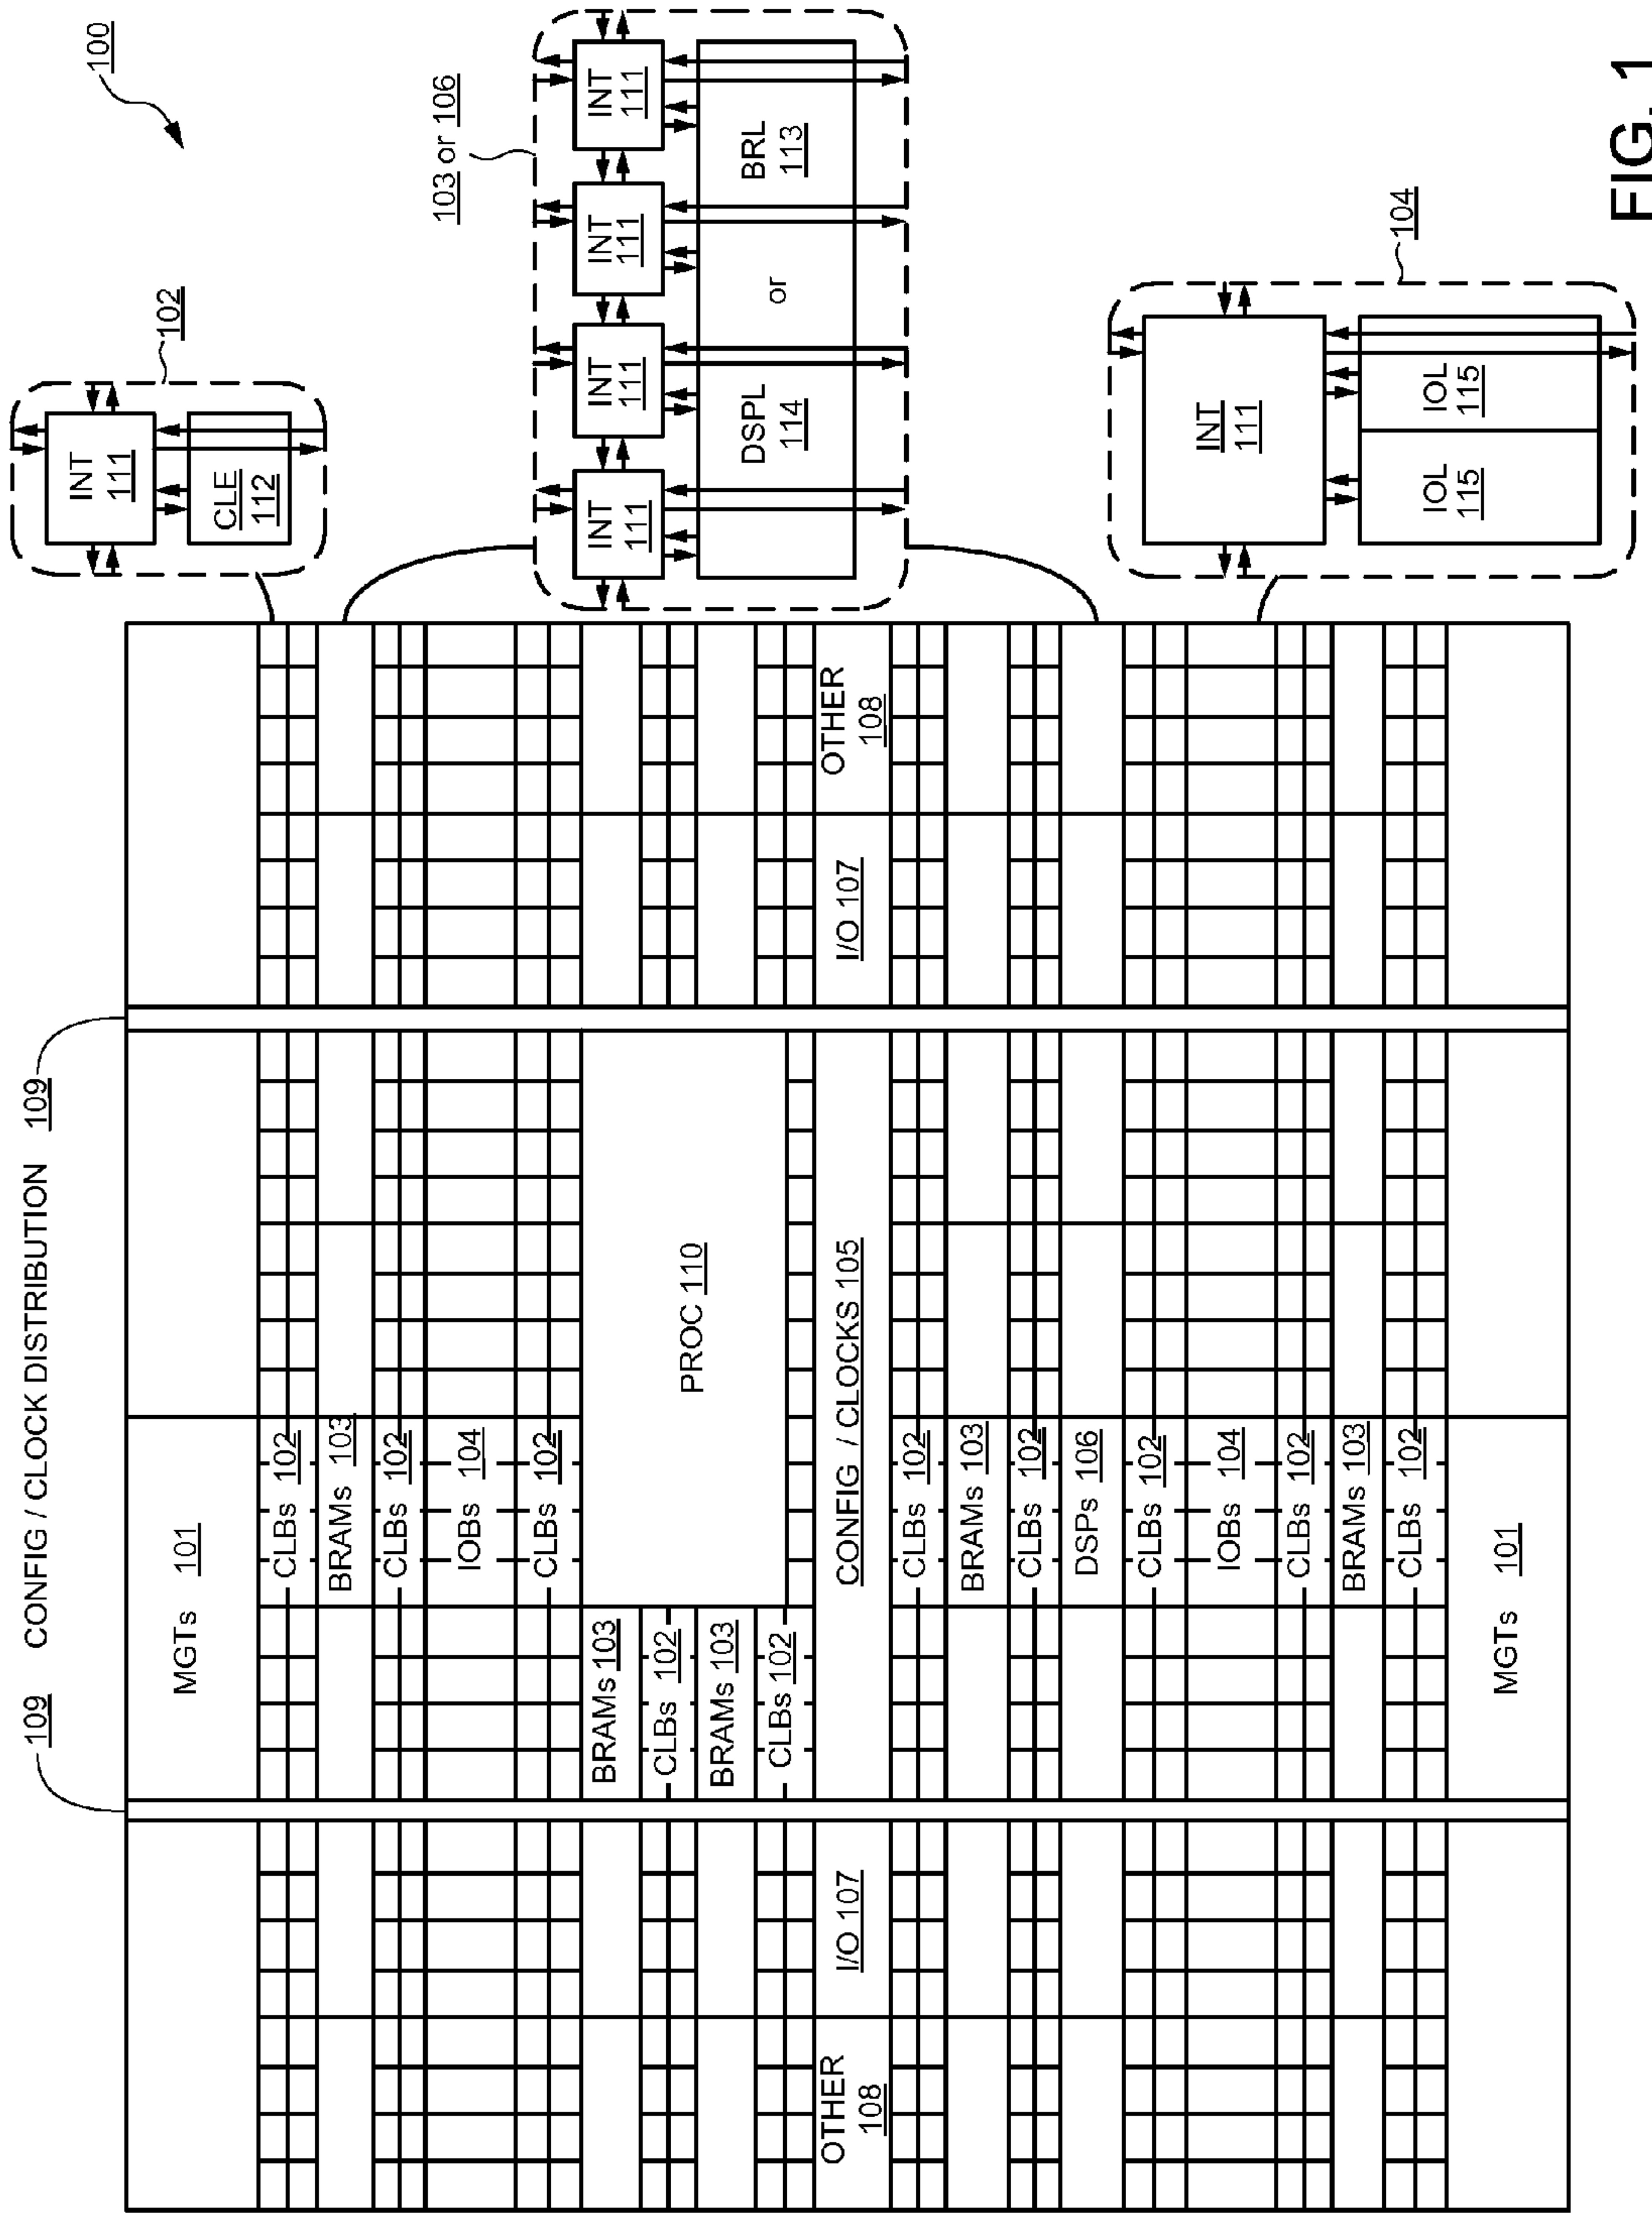 100
CONFIG / CLOCK DISTRIBUTION
109
109
MGTs 101
CLBs 102
BRAMs 103
CLBs 102
IOBs 104
CLBs 102
BRAMs 103
CLBs 102
BRAMs 103
CLBs 102
PROC 110
CONFIG / CLOCKS 105
I/O 107
OTHER
108
I/O 107
OTHER
108
CLBs 102
BRAMs 103
CLBs 102
DSPs 106
CLBs 102
IOBs 104
CLBs 102
BRAMs 103
CLBs 102
MGTs 101
102
INT
111
CLE
112
103 or 106
INT
111
INT
111
INT
111
INT
111
DSPL
114
or
BRL
113
104
INT
111
IOL
115
IOL
115
FIG. 1